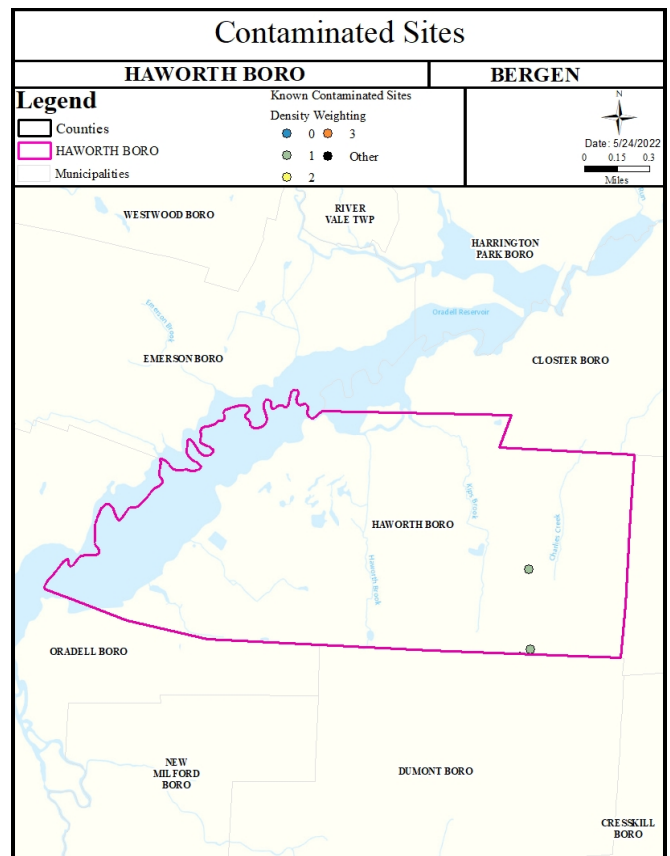 Contaminated Sites
HAWORTH BORO
BERGEN
Legend
Counties
HAWORTH BORO
Municipalities
Known Contaminated Sites
Density Weighting
0 3
1 Other
2
N
Date: 5/24/2022
0 0.15 0.3
Miles
WESTWOOD BORO
RIVER
VALE TWP
HARRINGTON
PARK BORO
Emerson Brook
Oradell Reservoir
EMERSON BORO
CLOSTER BORO
HAWORTH BORO
Charles Creek
Haworth Brook
ORADELL BORO
NEW
MILFORD
BORO
DUMONT BORO
CRESSKILL
BORO